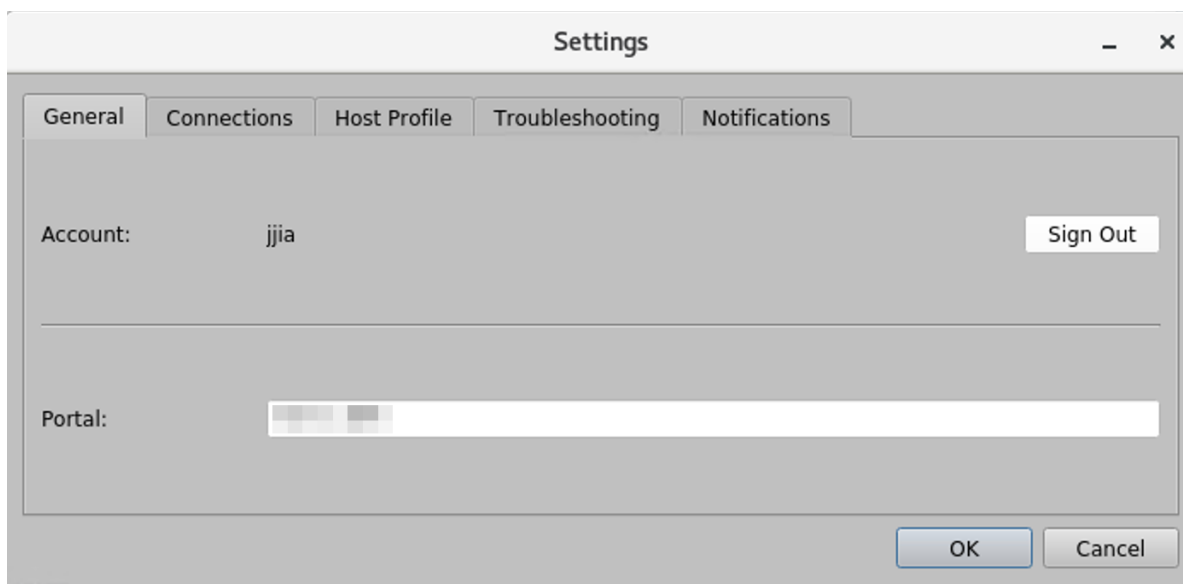 Settings
General Connections Host Profile Troubleshooting Notifications
Account: jjia Sign Out
Portal:
OK Cancel